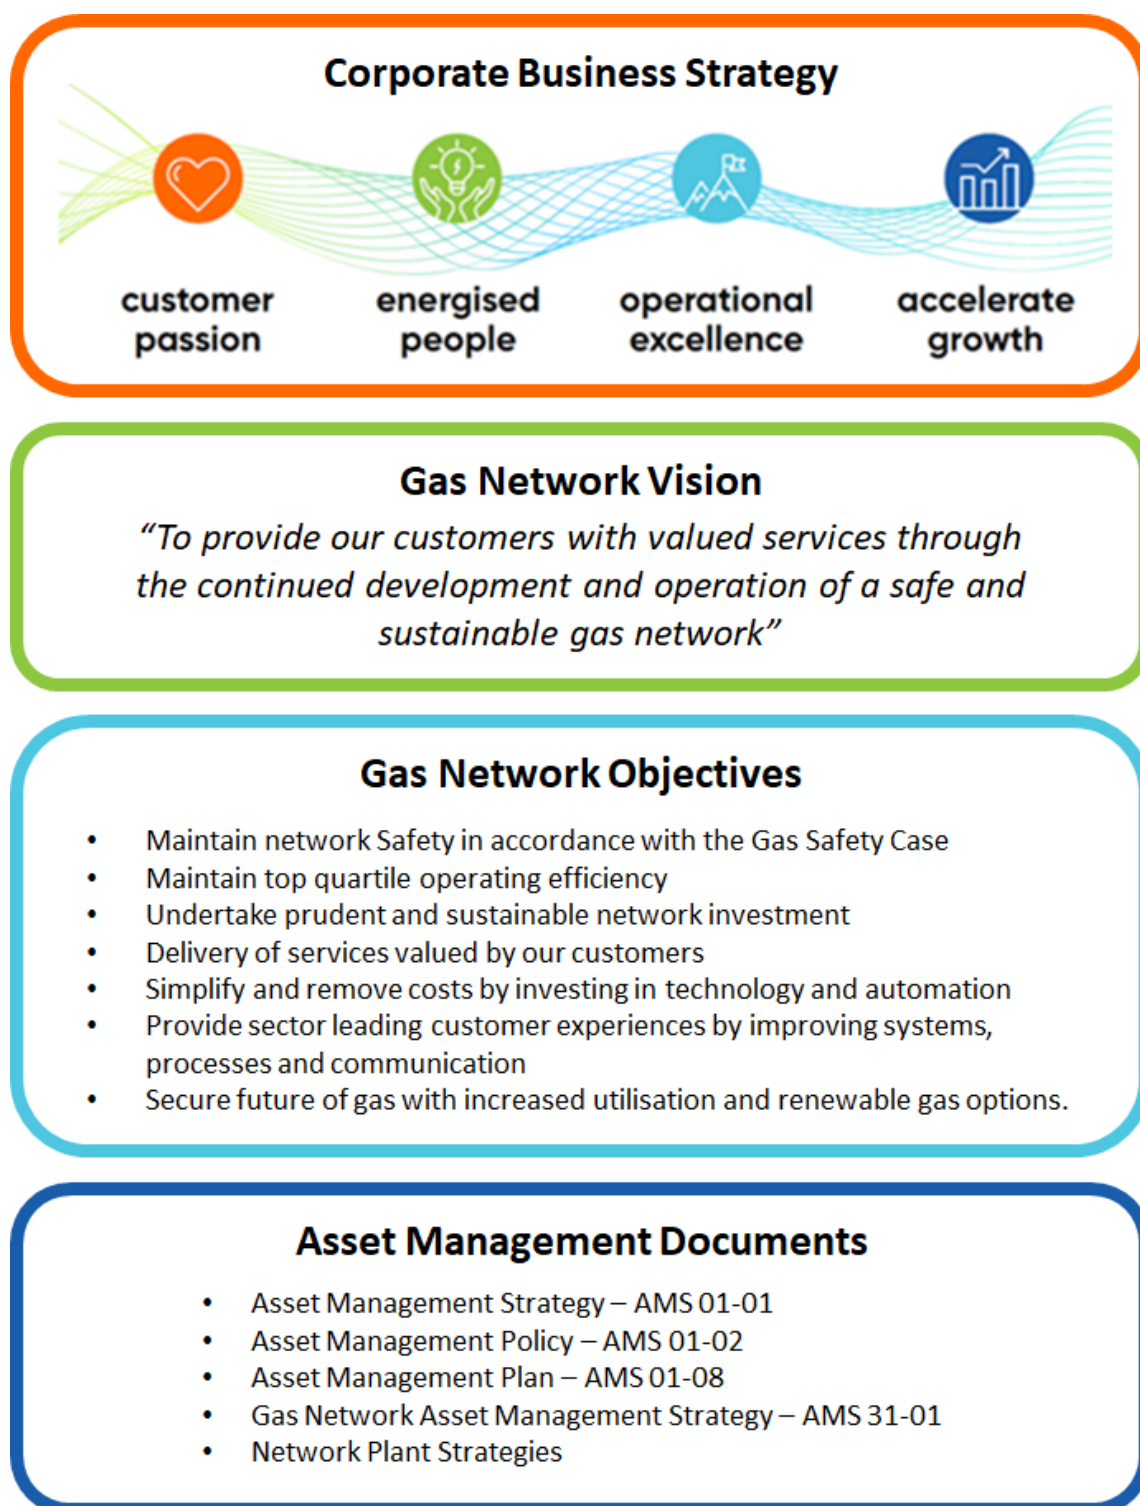 Corporate Business Strategy
customer energised operational accelerate
passion people excellence growth
Gas Network Vision
“To provide our customers with valued services through
the continued development and operation of a safe and
sustainable gas network”
Gas Network Objectives
• Maintain network Safety in accordance with the Gas Safety Case
• Maintain top quartile operating efficiency
• Undertake prudent and sustainable network investment
• Delivery of services valued by our customers
• Simplify and remove costs by investing in technology and automation
• Provide sector leading customer experiences by improving systems,
processes and communication
• Secure future of gas with increased utilisation and renewable gas options.
Asset Management Documents
• Asset Management Strategy – AMS 01-01
• Asset Management Policy – AMS 01-02
• Asset Management Plan – AMS 01-08
• Gas Network Asset Management Strategy – AMS 31-01
• Network Plant Strategies